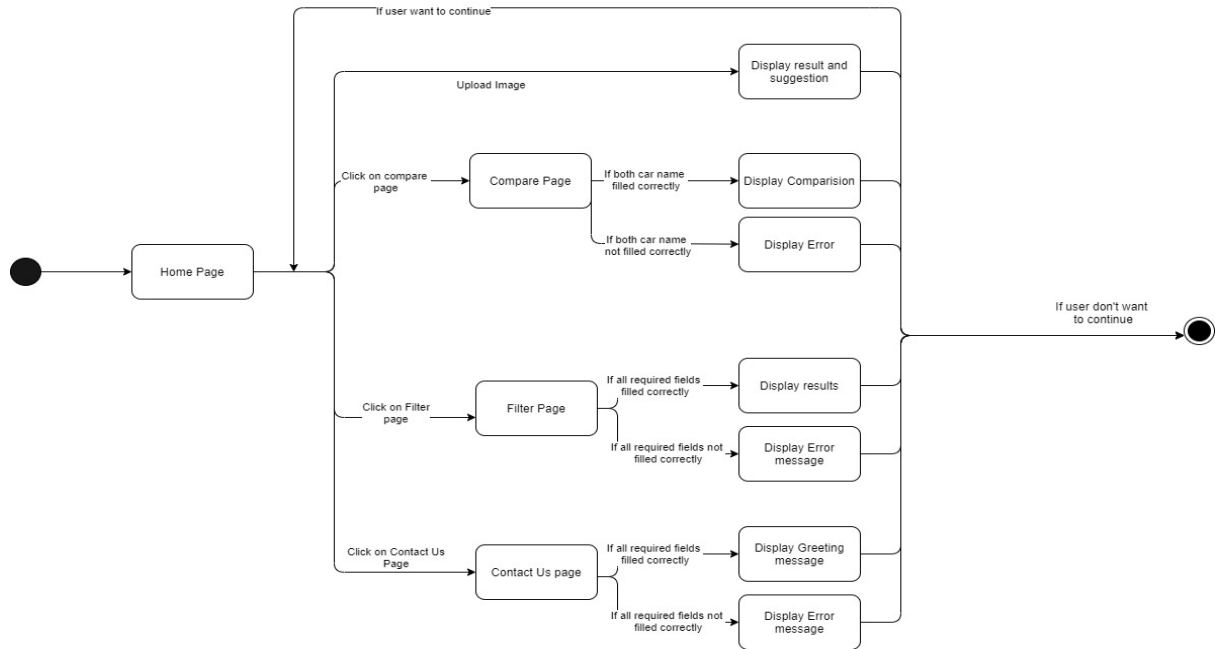 If user want to continue
Display result and
suggestion
Upload Image
Click on compare
page
Compare Page
If both car name
filled correctly
Display Comparision
If both car name
not filled correctly
Display Error
Home Page
If user don't want
to continue
If all required fields
filled correctly
Display results
Click on Filter
page
Filter Page
If all required fields not
filled correctly
Display Error
message
If all required fields
filled correctly
Display Greeting
message
Click on Contact Us
Page
Contact Us page
If all required fields not
filled correctly
Display Error
message